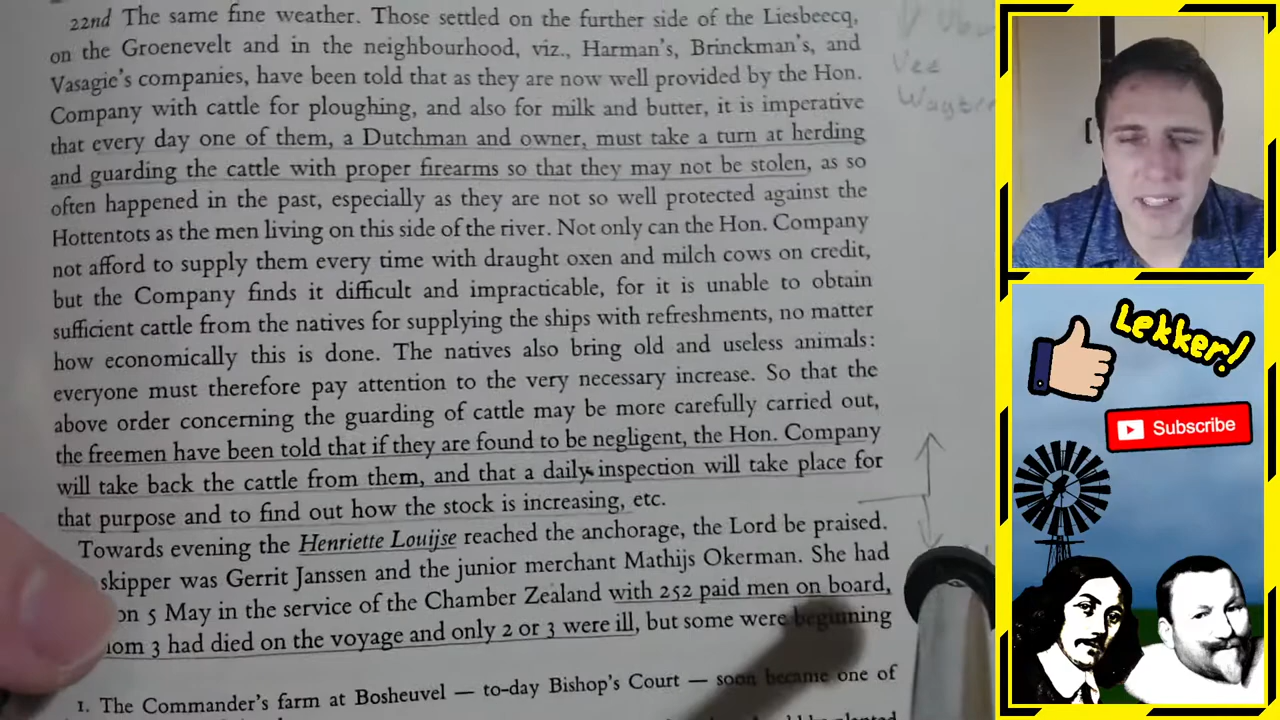 22nd The same fine weather. Those settled on the further side of the Liesbeecq,
on the Groenevelt and in the neighbourhood, viz., Harman's, Brinckman's, and
Vasagie's companies, have been told that as they are now well provided by the Hon.
Company with cattle for ploughing, and also for milk and butter, it is imperative
that every day one of them, a Dutchman and owner, must take a turn at herding
and guarding the cattle with proper firearms so that they may not be stolen, as so
often happened in the past, especially as they are not so well protected against the
Hottentots as the men living on this side of the river. Not only can the Hon. Company
not afford to supply them every time with draught oxen and milch cows on credit,
but the Company finds it difficult and impracticable, for it is unable to obtain
sufficient cattle from the natives for supplying the ships with refreshments, no matter
how economically this is done. The natives also bring old and useless animals:
everyone must therefore pay attention to the very necessary increase. So that the
above order concerning the guarding of cattle may be more carefully carried out,
the freemen have been told that if they are found to be negligent, the Hon. Company
will take back the cattle from them, and that a daily inspection will take place for
that purpose and to find out how the stock is increasing, etc.
Towards evening the Henriette Louijse reached the anchorage, the Lord be praised.
skipper was Gerrit Janssen and the junior merchant Mathijs Okerman. She had
on 5 May in the service of the Chamber Zealand with 252 paid men on board,
3 had died on the voyage and only 2 or 3 were ill, but some were beginning
1. The Commander's farm at Bosheuvel — to-day Bishop's Court — soon became one of
Vee
Lekker!
Subscribe